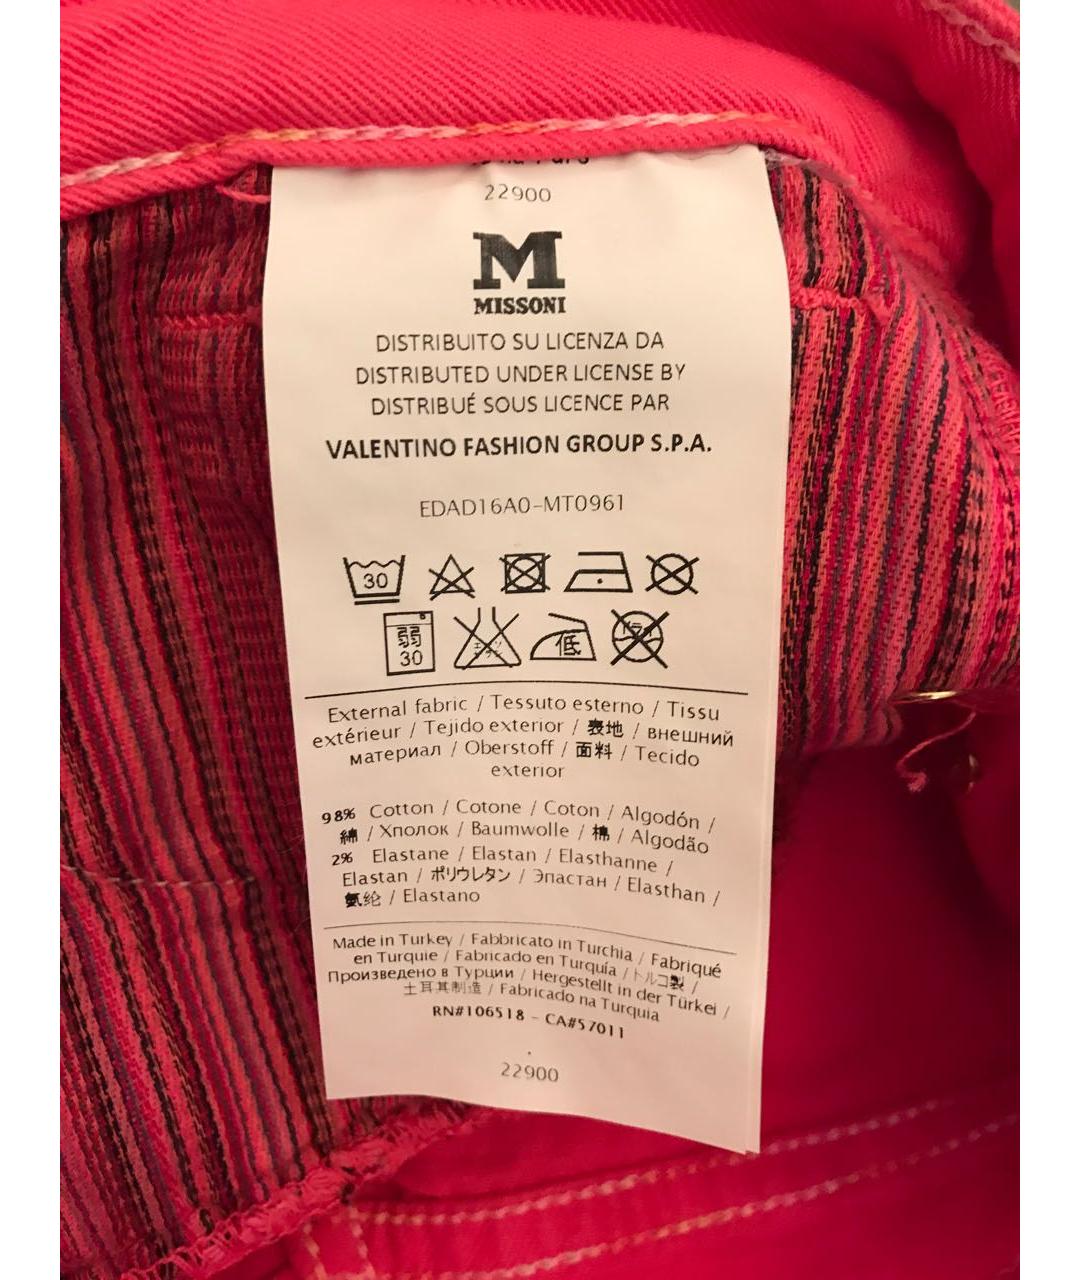 22900
M
MISSONI
DISTRIBUITO SU LICENZA DA
DISTRIBUTED UNDER LICENSE BY
DISTRIBUÉ SOUS LICENCE PAR
VALENTINO FASHION GROUP S.P.A.
EDAD16A0-MT0961
30
弱 30 低
External fabric / Tessuto esterno / Tissu
extérieur / Tejido exterior / 表地 / внешний
материал / Oberstoff / 面料 / Tecido
exterior
98% Cotton / Cotone / Coton / Algodón /
綿 / Хполок / Baumwolle / 棉 / Algodão
2% Elastane / Elastan / Elasthanne /
Elastan / ポリウレタン / Эпастан / Elasthan /
氨纶 / Elastano
Made in Turkey / Fabbricato in Turchia / Fabriqué
en Turquie / Fabricado en Turquía / トルコ製 /
Произведено в Турции / Hergestellt in der Türkei /
土耳其制造 / Fabricado na Turquia
RN#106518 - CA#57011
22900